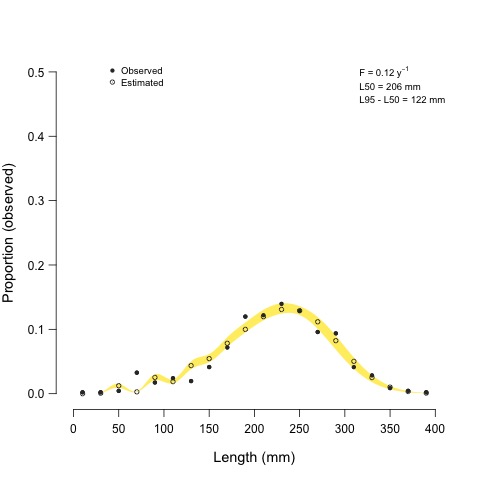 Observed
Estimated
F = 0.12 y⁻¹
L50 = 206 mm
L95 - L50 = 122 mm
Proportion (observed)
0.5
0.4
0.3
0.2
0.1
0.0
0 50 100 150 200 250 300 350 400
Length (mm)